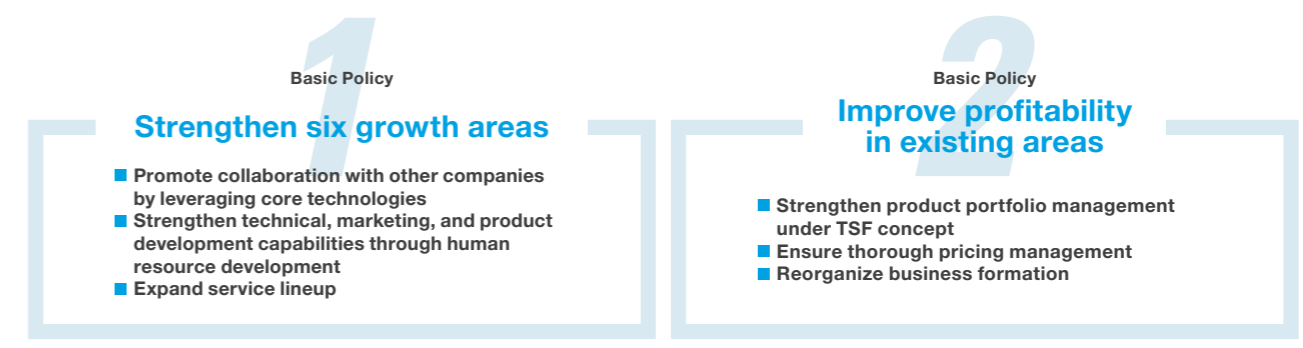 1
Basic Policy
Strengthen six growth areas
■ Promote collaboration with other companies
by leveraging core technologies
■ Strengthen technical, marketing, and product
development capabilities through human
resource development
■ Expand service lineup
2
Basic Policy
Improve profitability
in existing areas
■ Strengthen product portfolio management
under TSF concept
■ Ensure thorough pricing management
■ Reorganize business formation